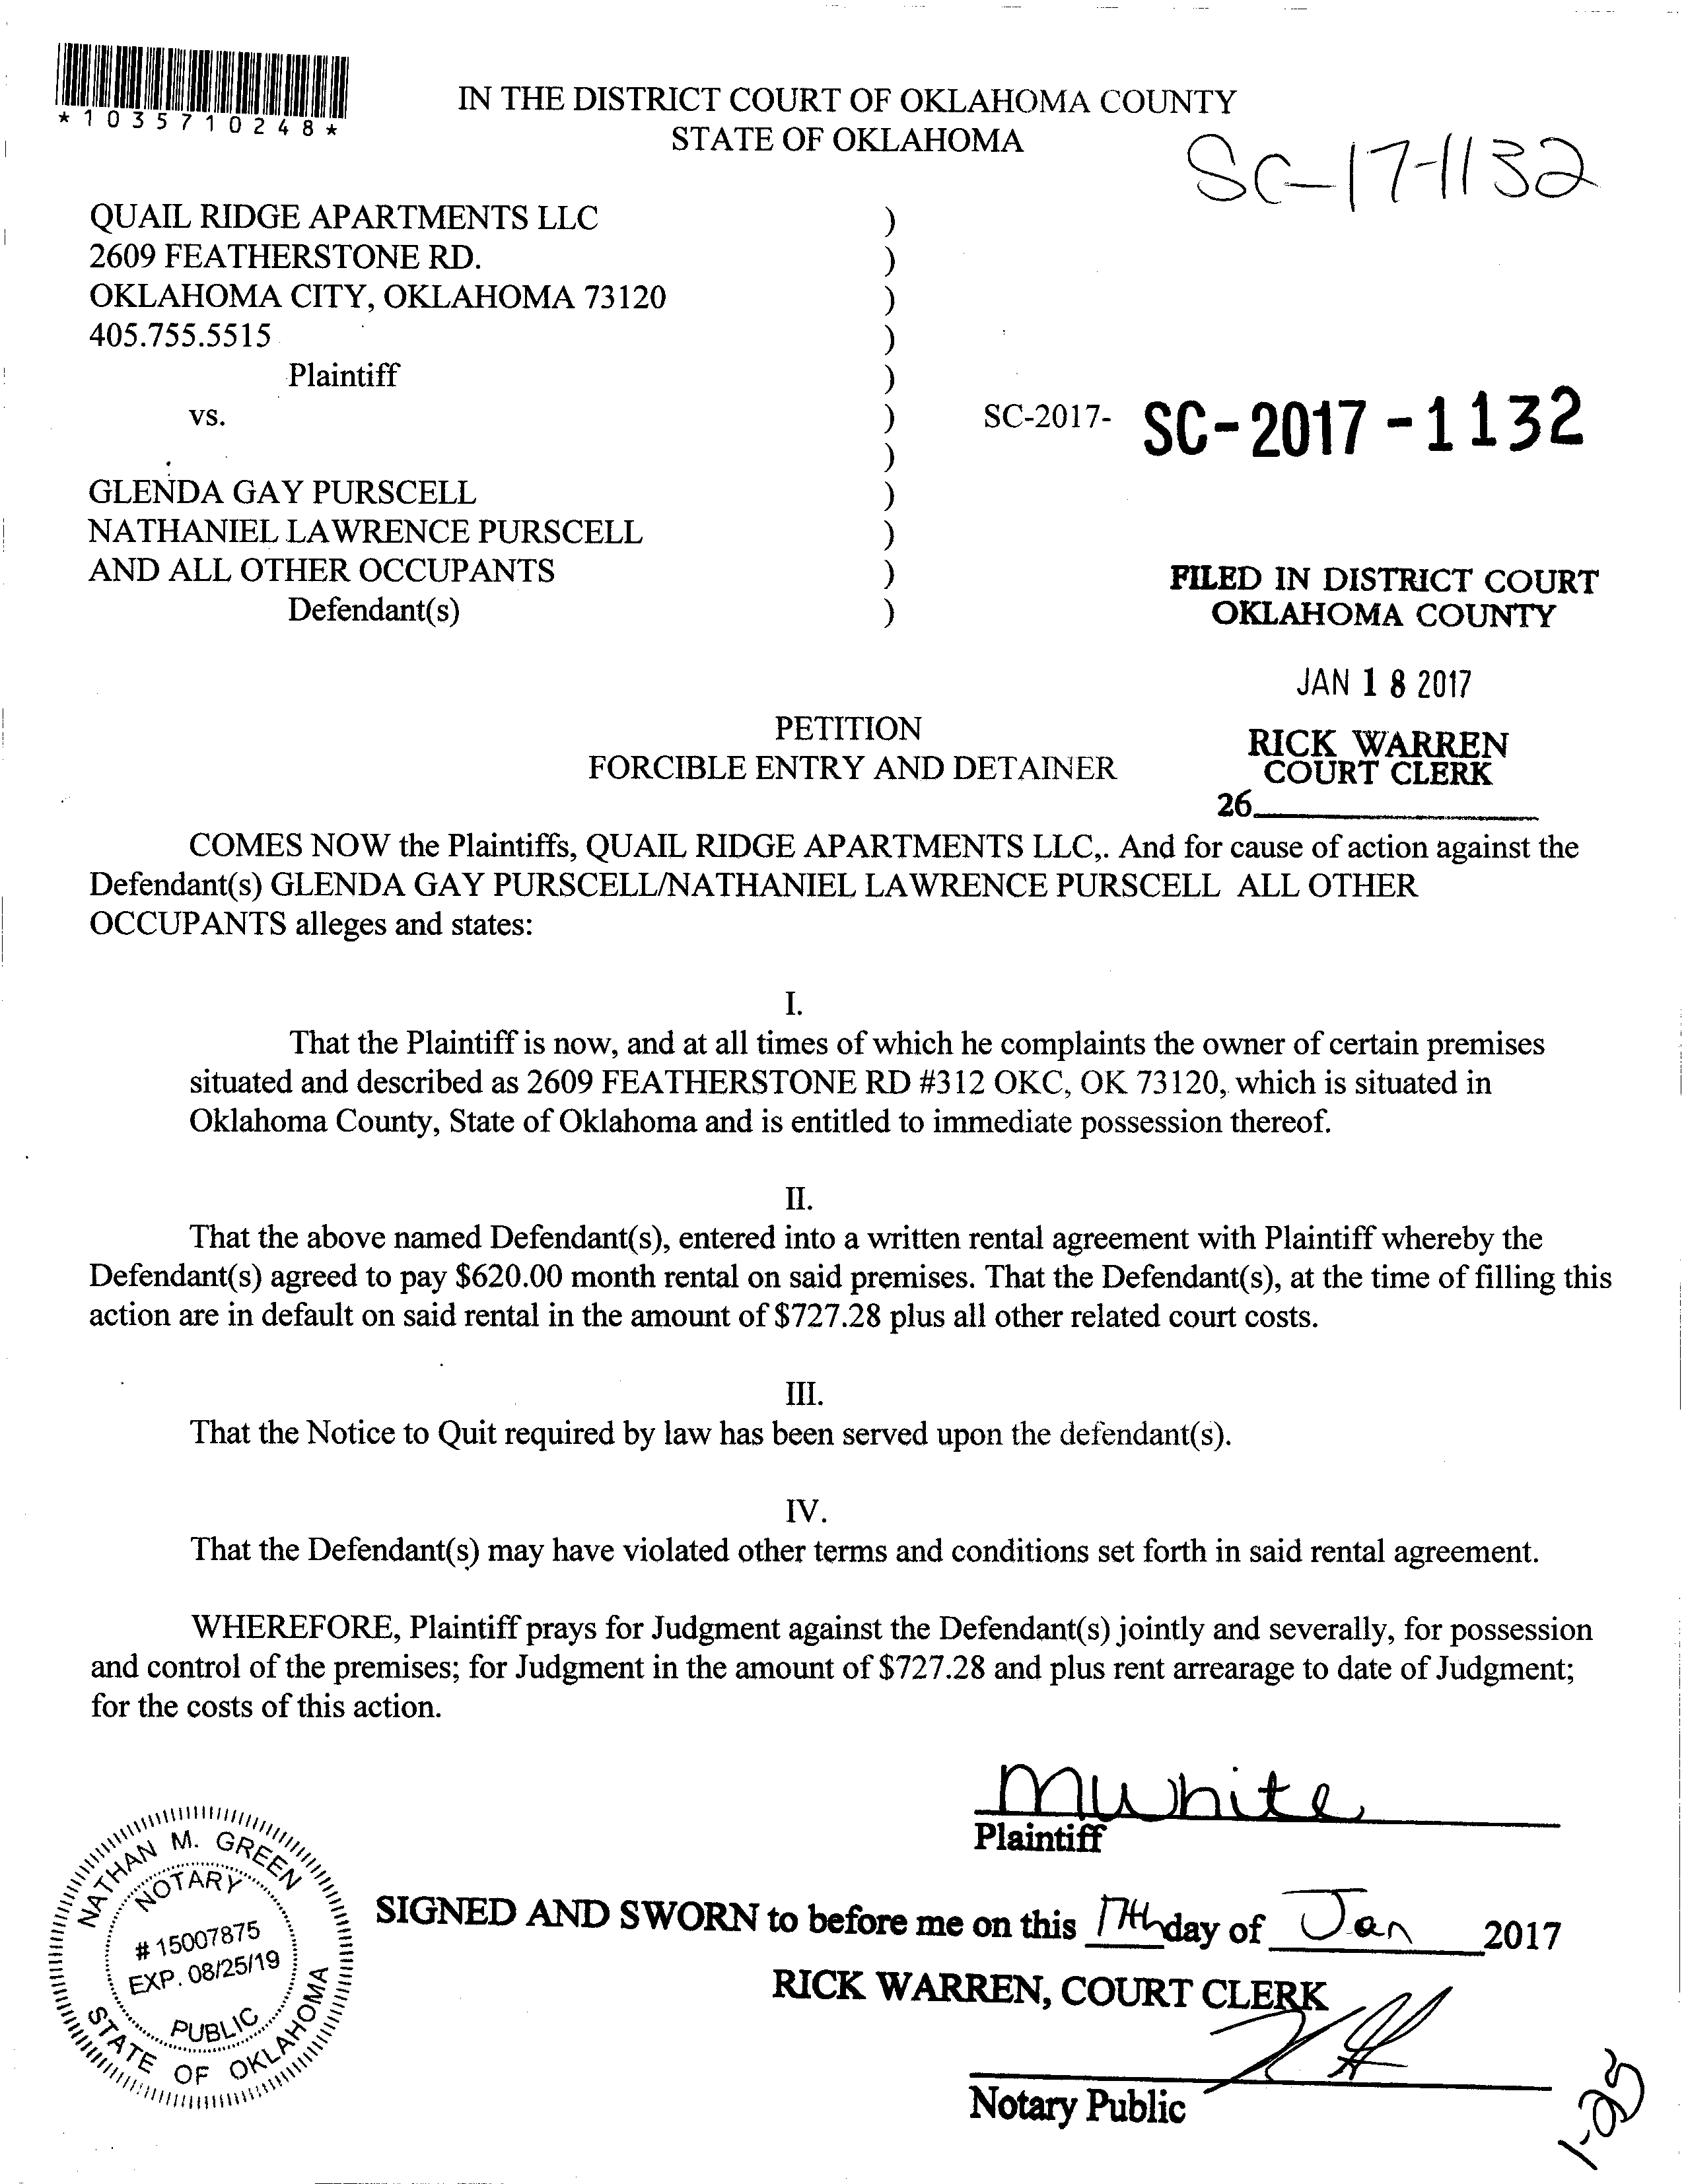 *1035710248*
IN THE DISTRICT COURT OF OKLAHOMA COUNTY
STATE OF OKLAHOMA
SC-17-1132
QUAIL RIDGE APARTMENTS LLC )
2609 FEATHERSTONE RD. )
OKLAHOMA CITY, OKLAHOMA 73120 )
405.755.5515 )
Plaintiff )
vs. ) SC-2017- SC-2017-1132
)
GLENDA GAY PURSCELL )
NATHANIEL LAWRENCE PURSCELL )
AND ALL OTHER OCCUPANTS )
Defendant(s) )
FILED IN DISTRICT COURT
OKLAHOMA COUNTY
JAN 18 2017
RICK WARREN
COURT CLERK
26
PETITION
FORCIBLE ENTRY AND DETAINER
COMES NOW the Plaintiffs, QUAIL RIDGE APARTMENTS LLC,. And for cause of action against the
Defendant(s) GLENDA GAY PURSCELL/NATHANIEL LAWRENCE PURSCELL ALL OTHER
OCCUPANTS alleges and states:
I.
That the Plaintiff is now, and at all times of which he complaints the owner of certain premises
situated and described as 2609 FEATHERSTONE RD #312 OKC, OK 73120, which is situated in
Oklahoma County, State of Oklahoma and is entitled to immediate possession thereof.
II.
That the above named Defendant(s), entered into a written rental agreement with Plaintiff whereby the
Defendant(s) agreed to pay $620.00 month rental on said premises. That the Defendant(s), at the time of filling this
action are in default on said rental in the amount of $727.28 plus all other related court costs.
III.
That the Notice to Quit required by law has been served upon the defendant(s).
IV.
That the Defendant(s) may have violated other terms and conditions set forth in said rental agreement.
WHEREFORE, Plaintiff prays for Judgment against the Defendant(s) jointly and severally, for possession
and control of the premises; for Judgment in the amount of $727.28 and plus rent arrearage to date of Judgment;
for the costs of this action.
MWhite
Plaintiff
NATHAN M. GREEN
NOTARY
# 15007875
EXP. 08/25/19
PUBLIC
STATE OF OKLAHOMA
SIGNED AND SWORN to before me on this 17th day of Jan 2017
RICK WARREN, COURT CLERK
Notary Public
1-25